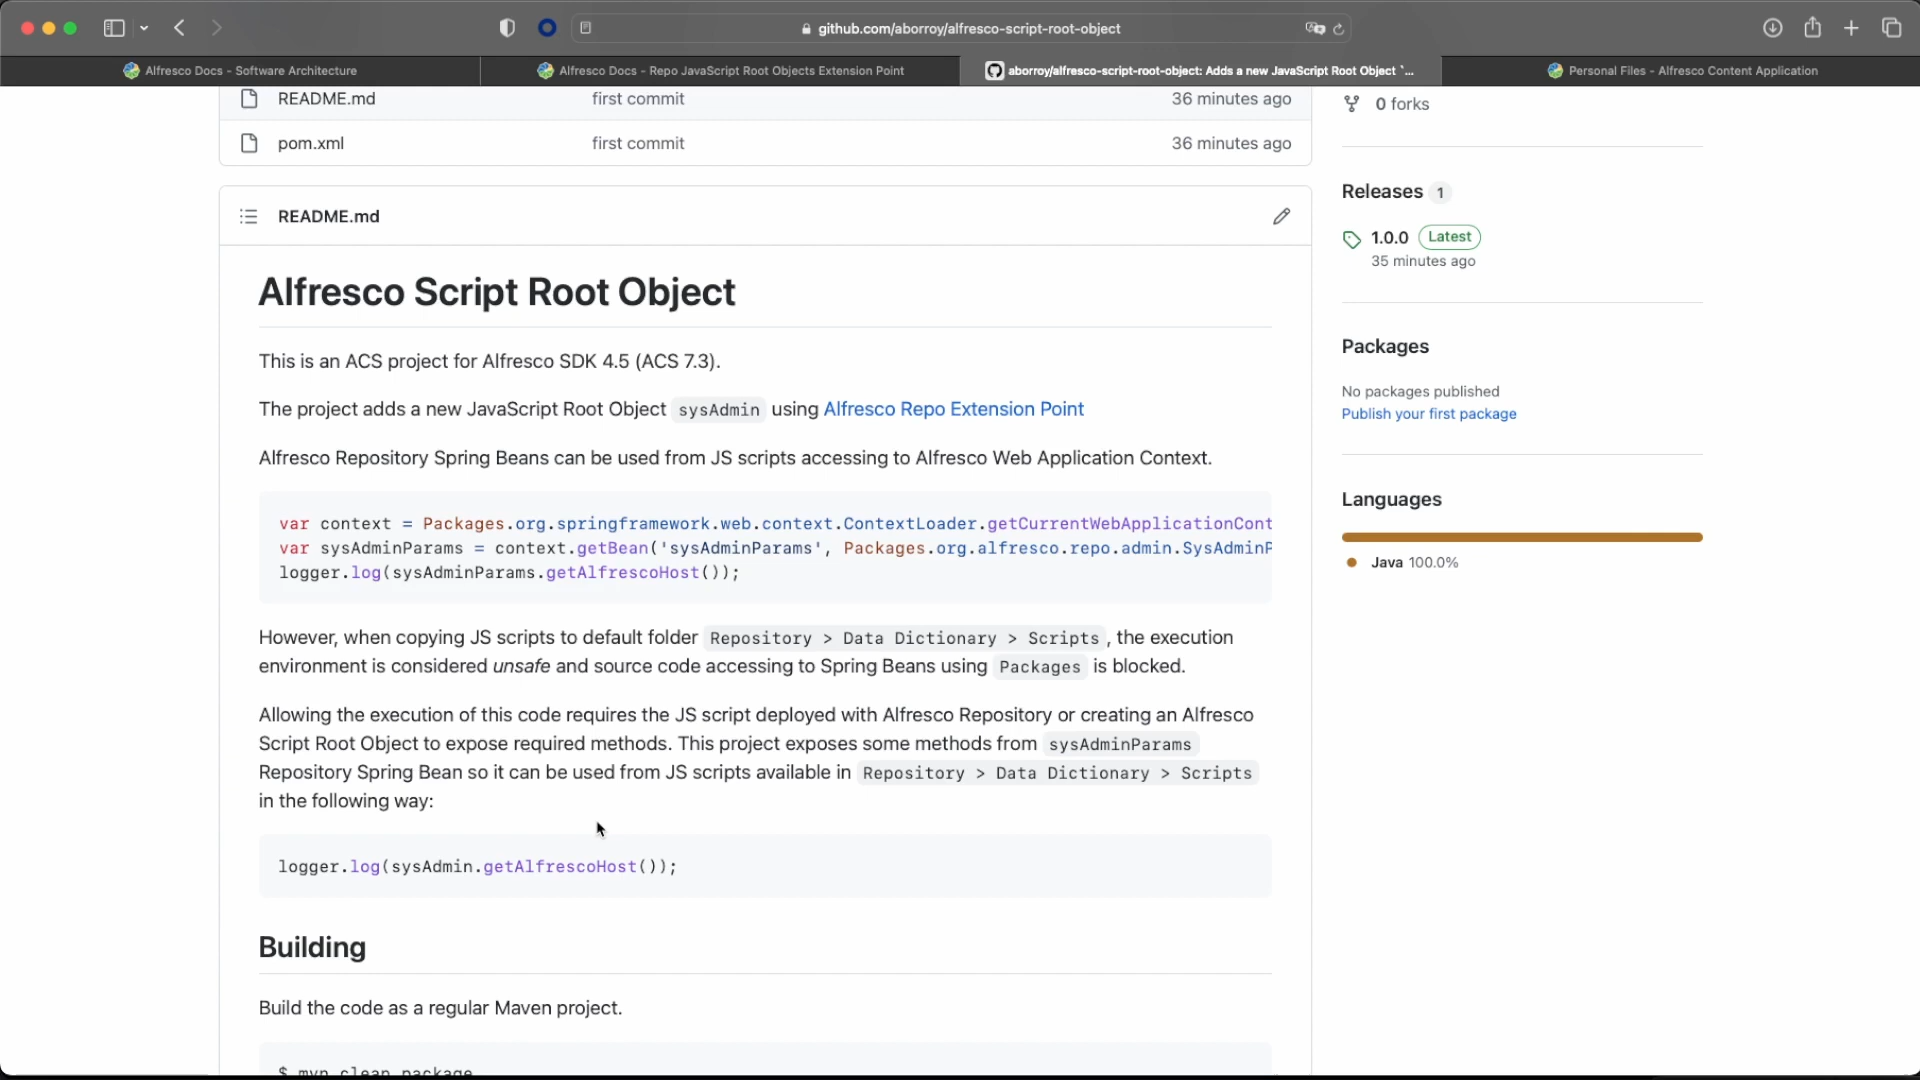 github.com/aborroy/alfresco-script-root-object
Alfresco Docs - Software Architecture
Alfresco Docs - Repo JavaScript Root Objects Extension Point
aborroy/alfresco-script-root-object: Adds a new JavaScript Root Object `...
Personal Files - Alfresco Content Application
README.md first commit 36 minutes ago
0 forks
pom.xml first commit 36 minutes ago
Releases 1
1.0.0 Latest
35 minutes ago
Packages
No packages published
Publish your first package
Languages
Java 100.0%
README.md
Alfresco Script Root Object
This is an ACS project for Alfresco SDK 4.5 (ACS 7.3).
The project adds a new JavaScript Root Object sysAdmin using Alfresco Repo Extension Point
Alfresco Repository Spring Beans can be used from JS scripts accessing to Alfresco Web Application Context.
var context = Packages.org.springframework.web.context.ContextLoader.getCurrentWebApplicationCont
var sysAdminParams = context.getBean('sysAdminParams', Packages.org.alfresco.repo.admin.SysAdminP
logger.log(sysAdminParams.getAlfrescoHost());
However, when copying JS scripts to default folder Repository > Data Dictionary > Scripts, the execution
environment is considered unsafe and source code accessing to Spring Beans using Packages is blocked.
Allowing the execution of this code requires the JS script deployed with Alfresco Repository or creating an Alfresco
Script Root Object to expose required methods. This project exposes some methods from sysAdminParams
Repository Spring Bean so it can be used from JS scripts available in Repository > Data Dictionary > Scripts
in the following way:
logger.log(sysAdmin.getAlfrescoHost());
Building
Build the code as a regular Maven project.
$ mvn clean package